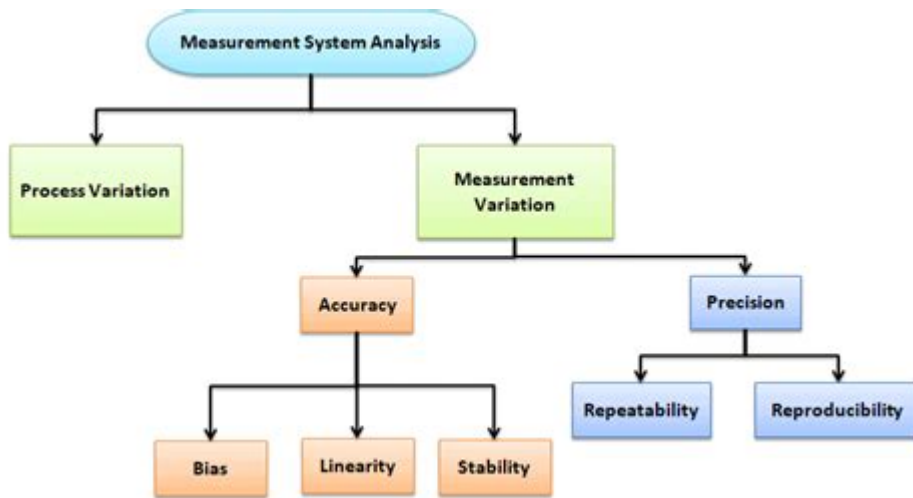 Measurement System Analysis
Process Variation
Measurement
Variation
Accuracy
Precision
Repeatability
Reproducibility
Bias
Linearity
Stability